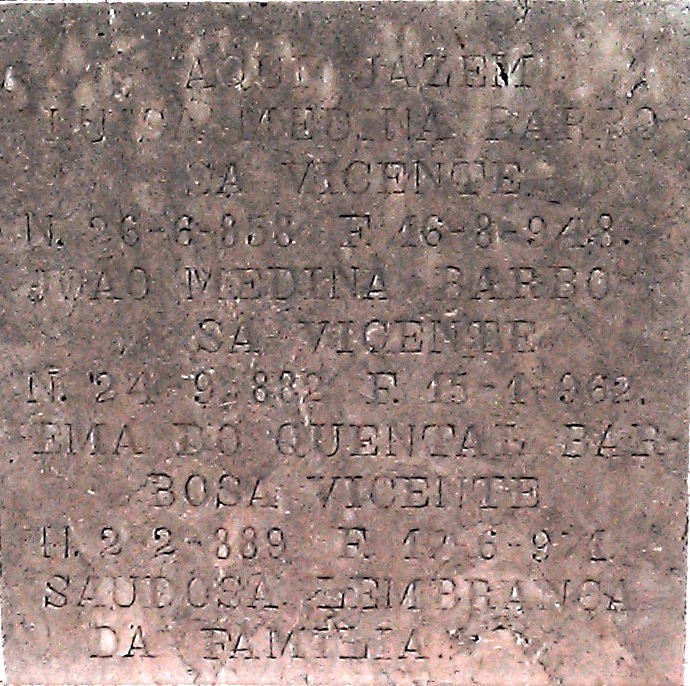 AQUI JAZEM
LUISA MEDINA BARBO
SA VICENTE
N. 26-6-858 F. 16-8-948.
JOÃO MEDINA BARBO
SA VICENTE
N. 24-9-882 F. 15-1-962.
EMA DO QUENTAL BAR
BOSA VICENTE
N. 2-2-889 F. 6-971
SAUDOSA LEMBRANÇA
DA FAMILIA.